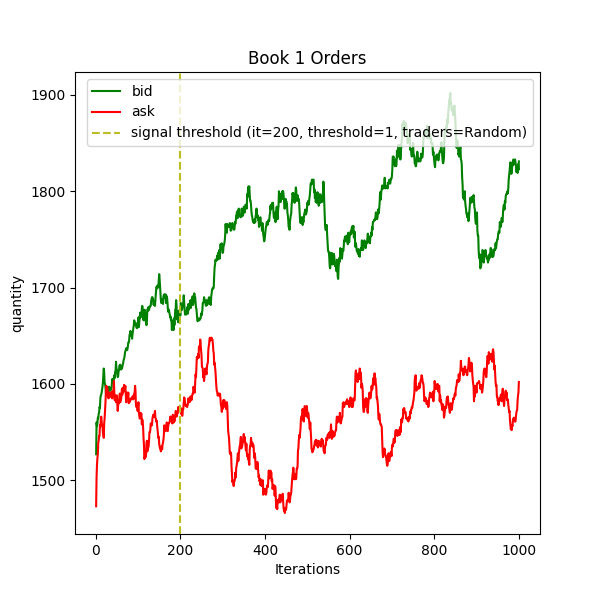 Book 1 Orders
bid
ask
signal threshold (it=200, threshold=1, traders=Random)
1900
1800
1700
1600
1500
quantity
0 200 400 600 800 1000
Iterations